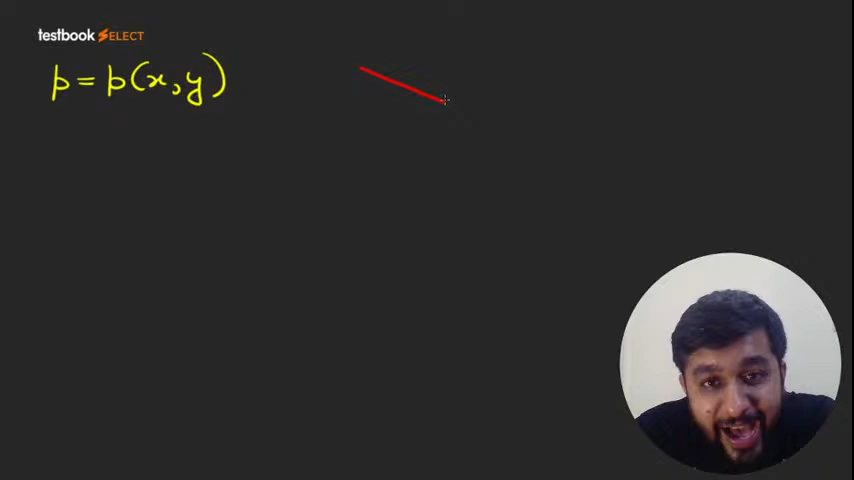 testbook SELECT
p = p(x, y)